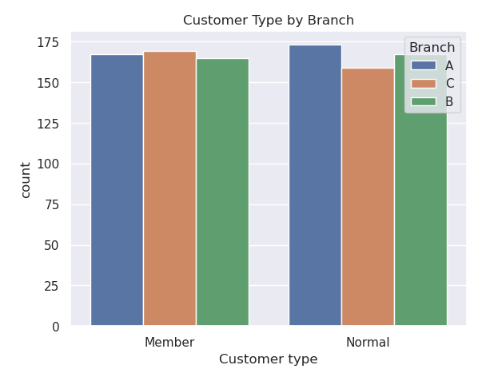 Customer Type by Branch
175
150
125
100
75
50
25
0
count
Branch
A
C
B
Member
Normal
Customer type